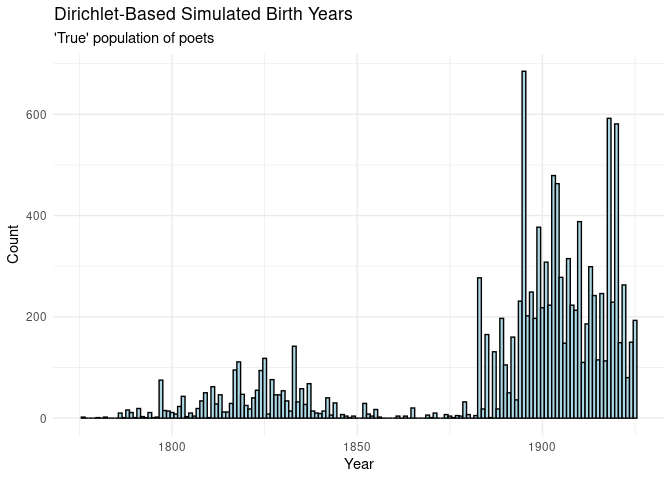 Dirichlet-Based Simulated Birth Years
'True' population of poets
600
400
200
0
Count
1800 1850 1900
Year